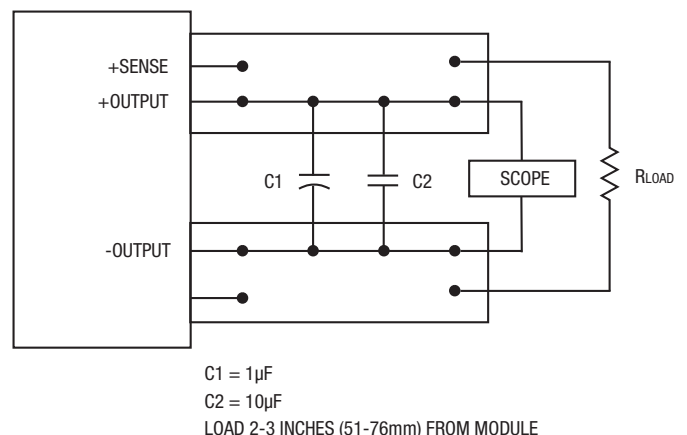 +SENSE
+OUTPUT
C1
C2
SCOPE
RLOAD
-OUTPUT
C1 = 1µF
C2 = 10µF
LOAD 2-3 INCHES (51-76mm) FROM MODULE